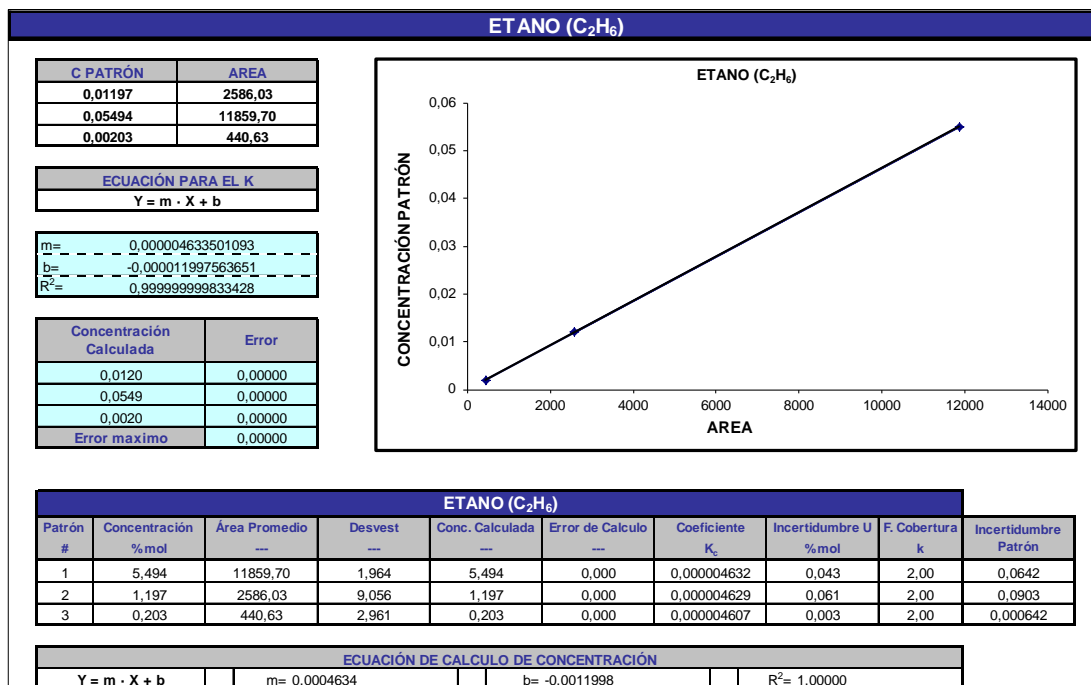 ETANO (C₂H₆)
C PATRÓN AREA
0,01197 2586,03
0,05494 11859,70
0,00203 440,63
ECUACIÓN PARA EL K
Y = m · X + b
m= 0,000004633501093
b= -0,000011997563651
R²= 0,999999999833428
Concentración Calculada Error
0,0120 0,00000
0,0549 0,00000
0,0020 0,00000
Error maximo 0,00000
ETANO (C₂H₆)
CONCENTRACIÓN PATRÓN
0,06
0,05
0,04
0,03
0,02
0,01
0
0 2000 4000 6000 8000 10000 12000 14000
AREA
ETANO (C₂H₆)
Patrón Concentración Área Promedio Desvest Conc. Calculada Error de Calculo Coeficiente Incertidumbre U F. Cobertura Incertidumbre
# %mol --- --- --- --- K꜀ %mol k Patrón
1 5,494 11859,70 1,964 5,494 0,000 0,000004632 0,043 2,00 0,0642
2 1,197 2586,03 9,056 1,197 0,000 0,000004629 0,061 2,00 0,0903
3 0,203 440,63 2,961 0,203 0,000 0,000004607 0,003 2,00 0,000642
ECUACIÓN DE CALCULO DE CONCENTRACIÓN
Y = m · X + b m= 0,0004634 b= -0,0011998 R²= 1,00000